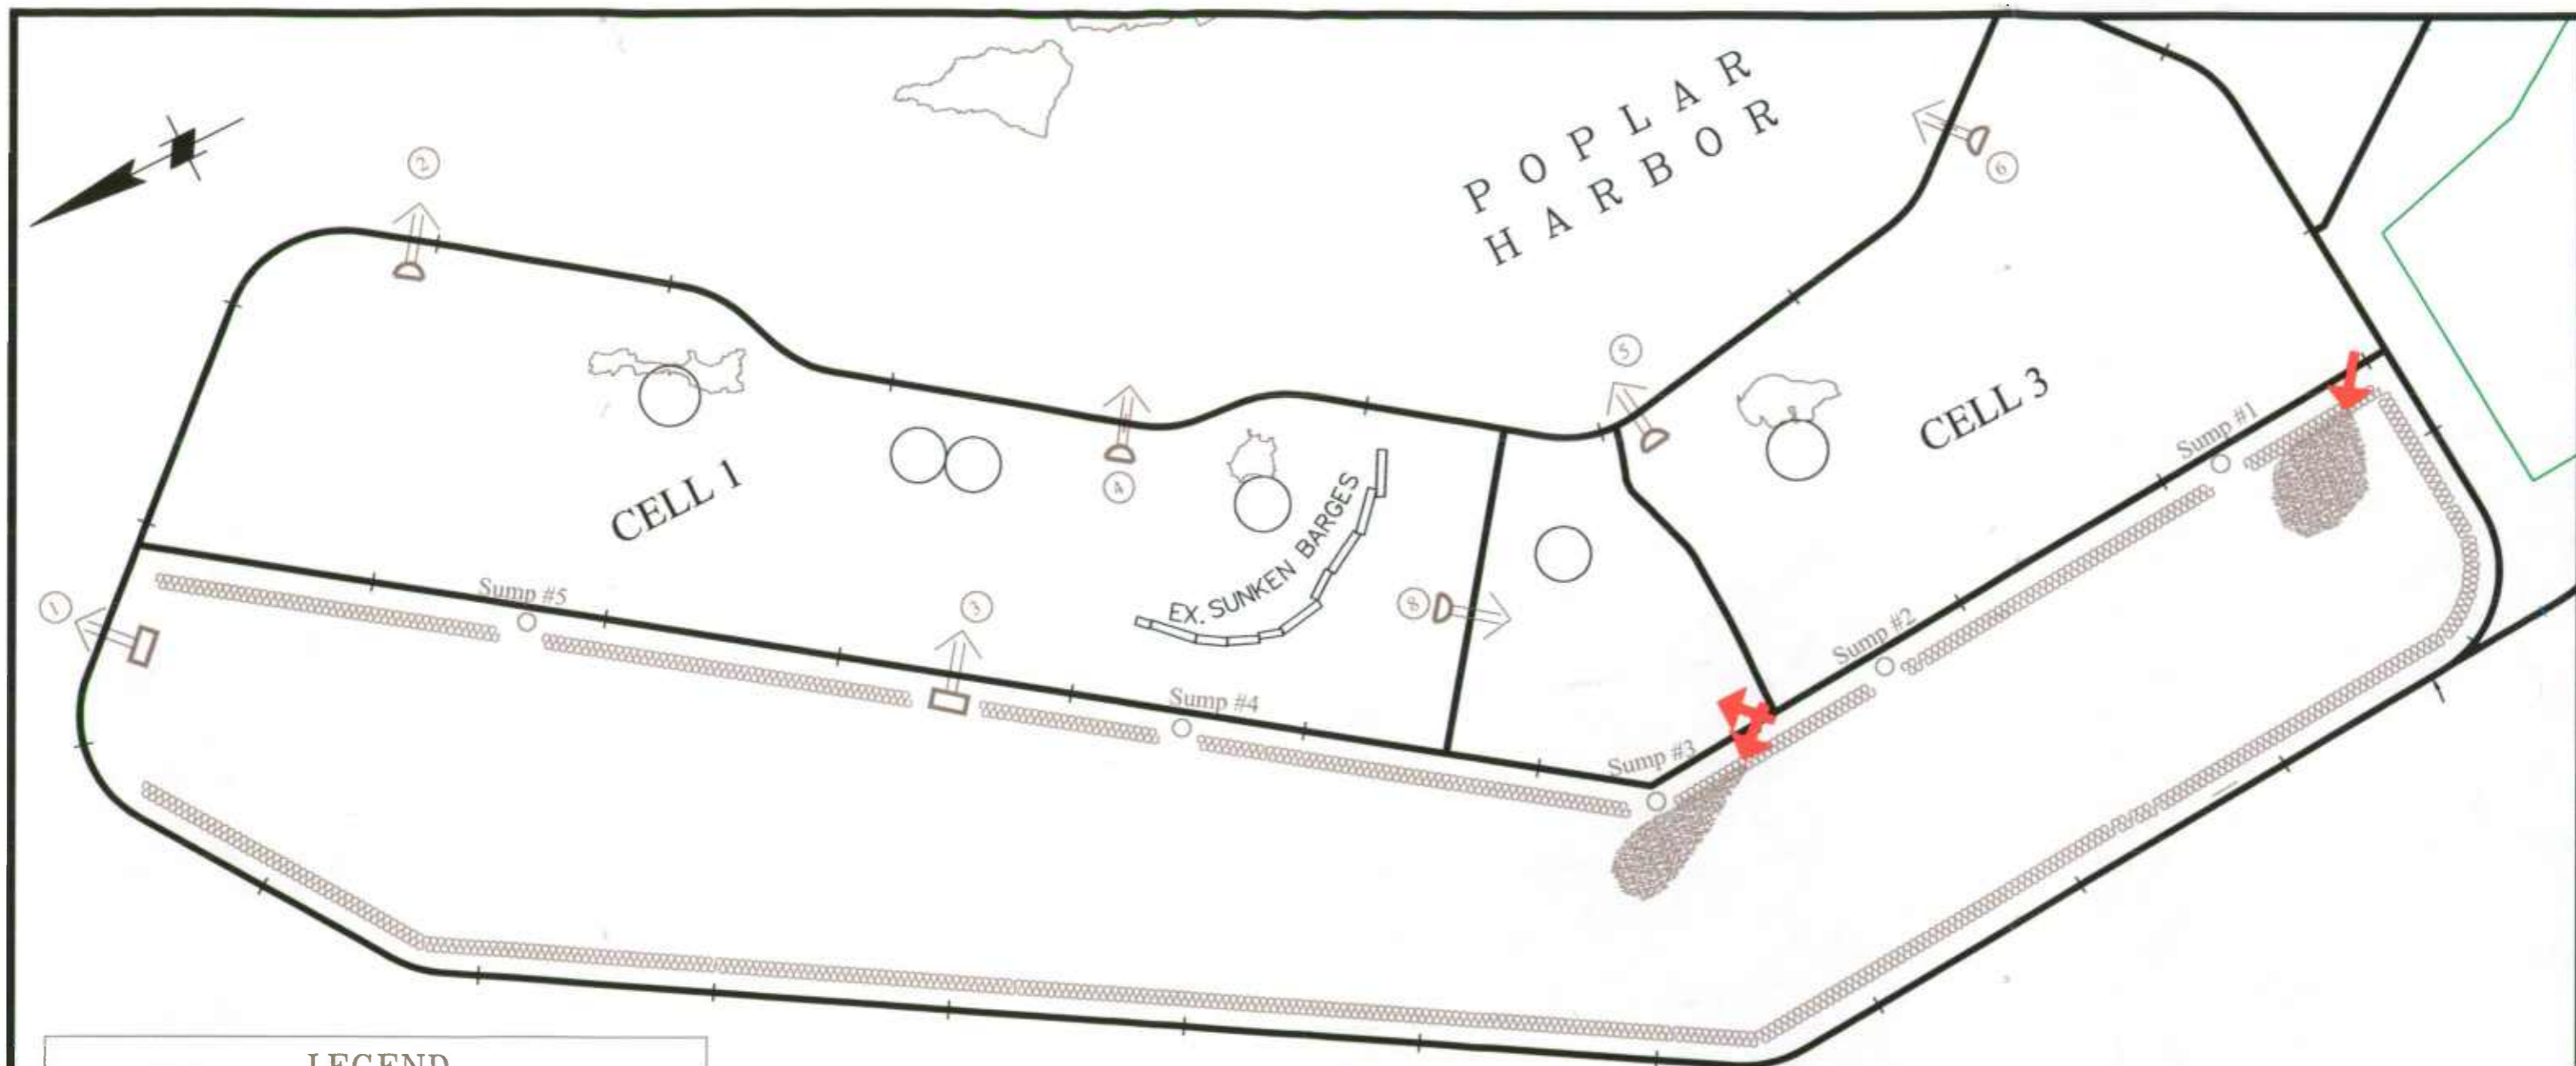 POPLAR
HARBOR
2
6
5
CELL 3
Sump #1
CELL 1
4
EX. SUNKEN BARGES
8
Sump #5
1
3
Sump #2
Sump #4
Sump #3
LEGEND